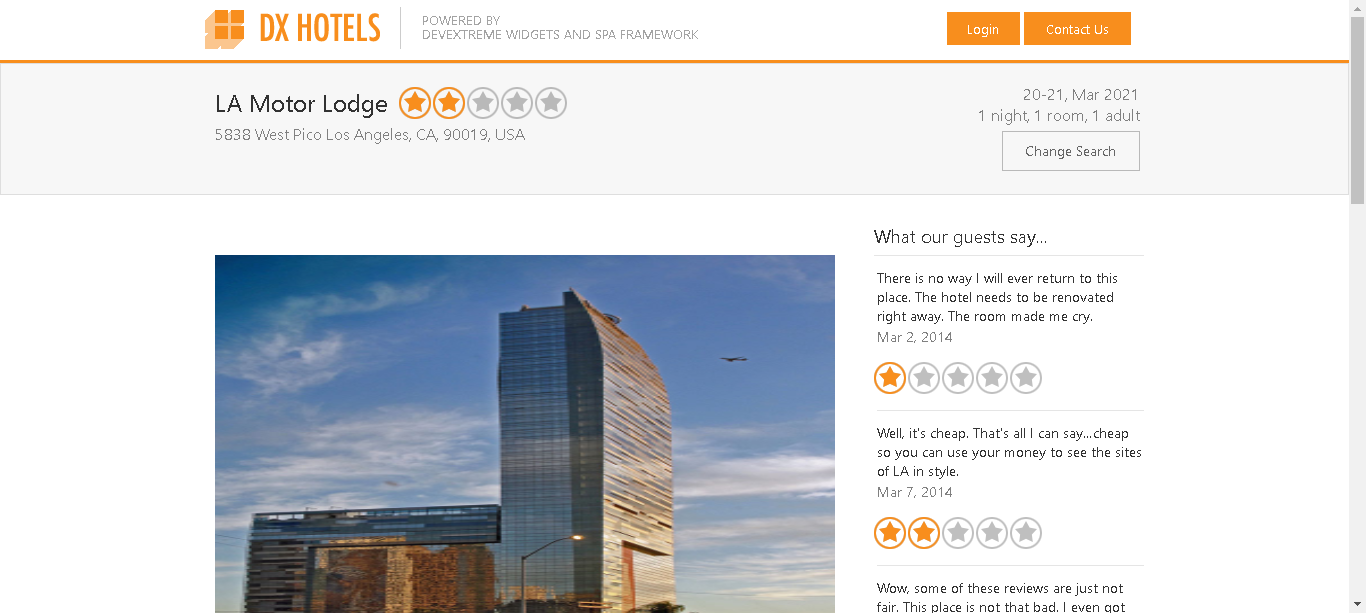 DX HOTELS
POWERED BY
DEVEXTREME WIDGETS AND SPA FRAMEWORK
Login
Contact Us
LA Motor Lodge
5838 West Pico Los Angeles, CA, 90019, USA
20-21, Mar 2021
1 night, 1 room, 1 adult
Change Search
What our guests say...
There is no way I will ever return to this
place. The hotel needs to be renovated
right away. The room made me cry.
Mar 2, 2014
Well, it's cheap. That's all I can say...cheap
so you can use your money to see the sites
of LA in style.
Mar 7, 2014
Wow, some of these reviews are just not
fair. This place is not that bad. I even got